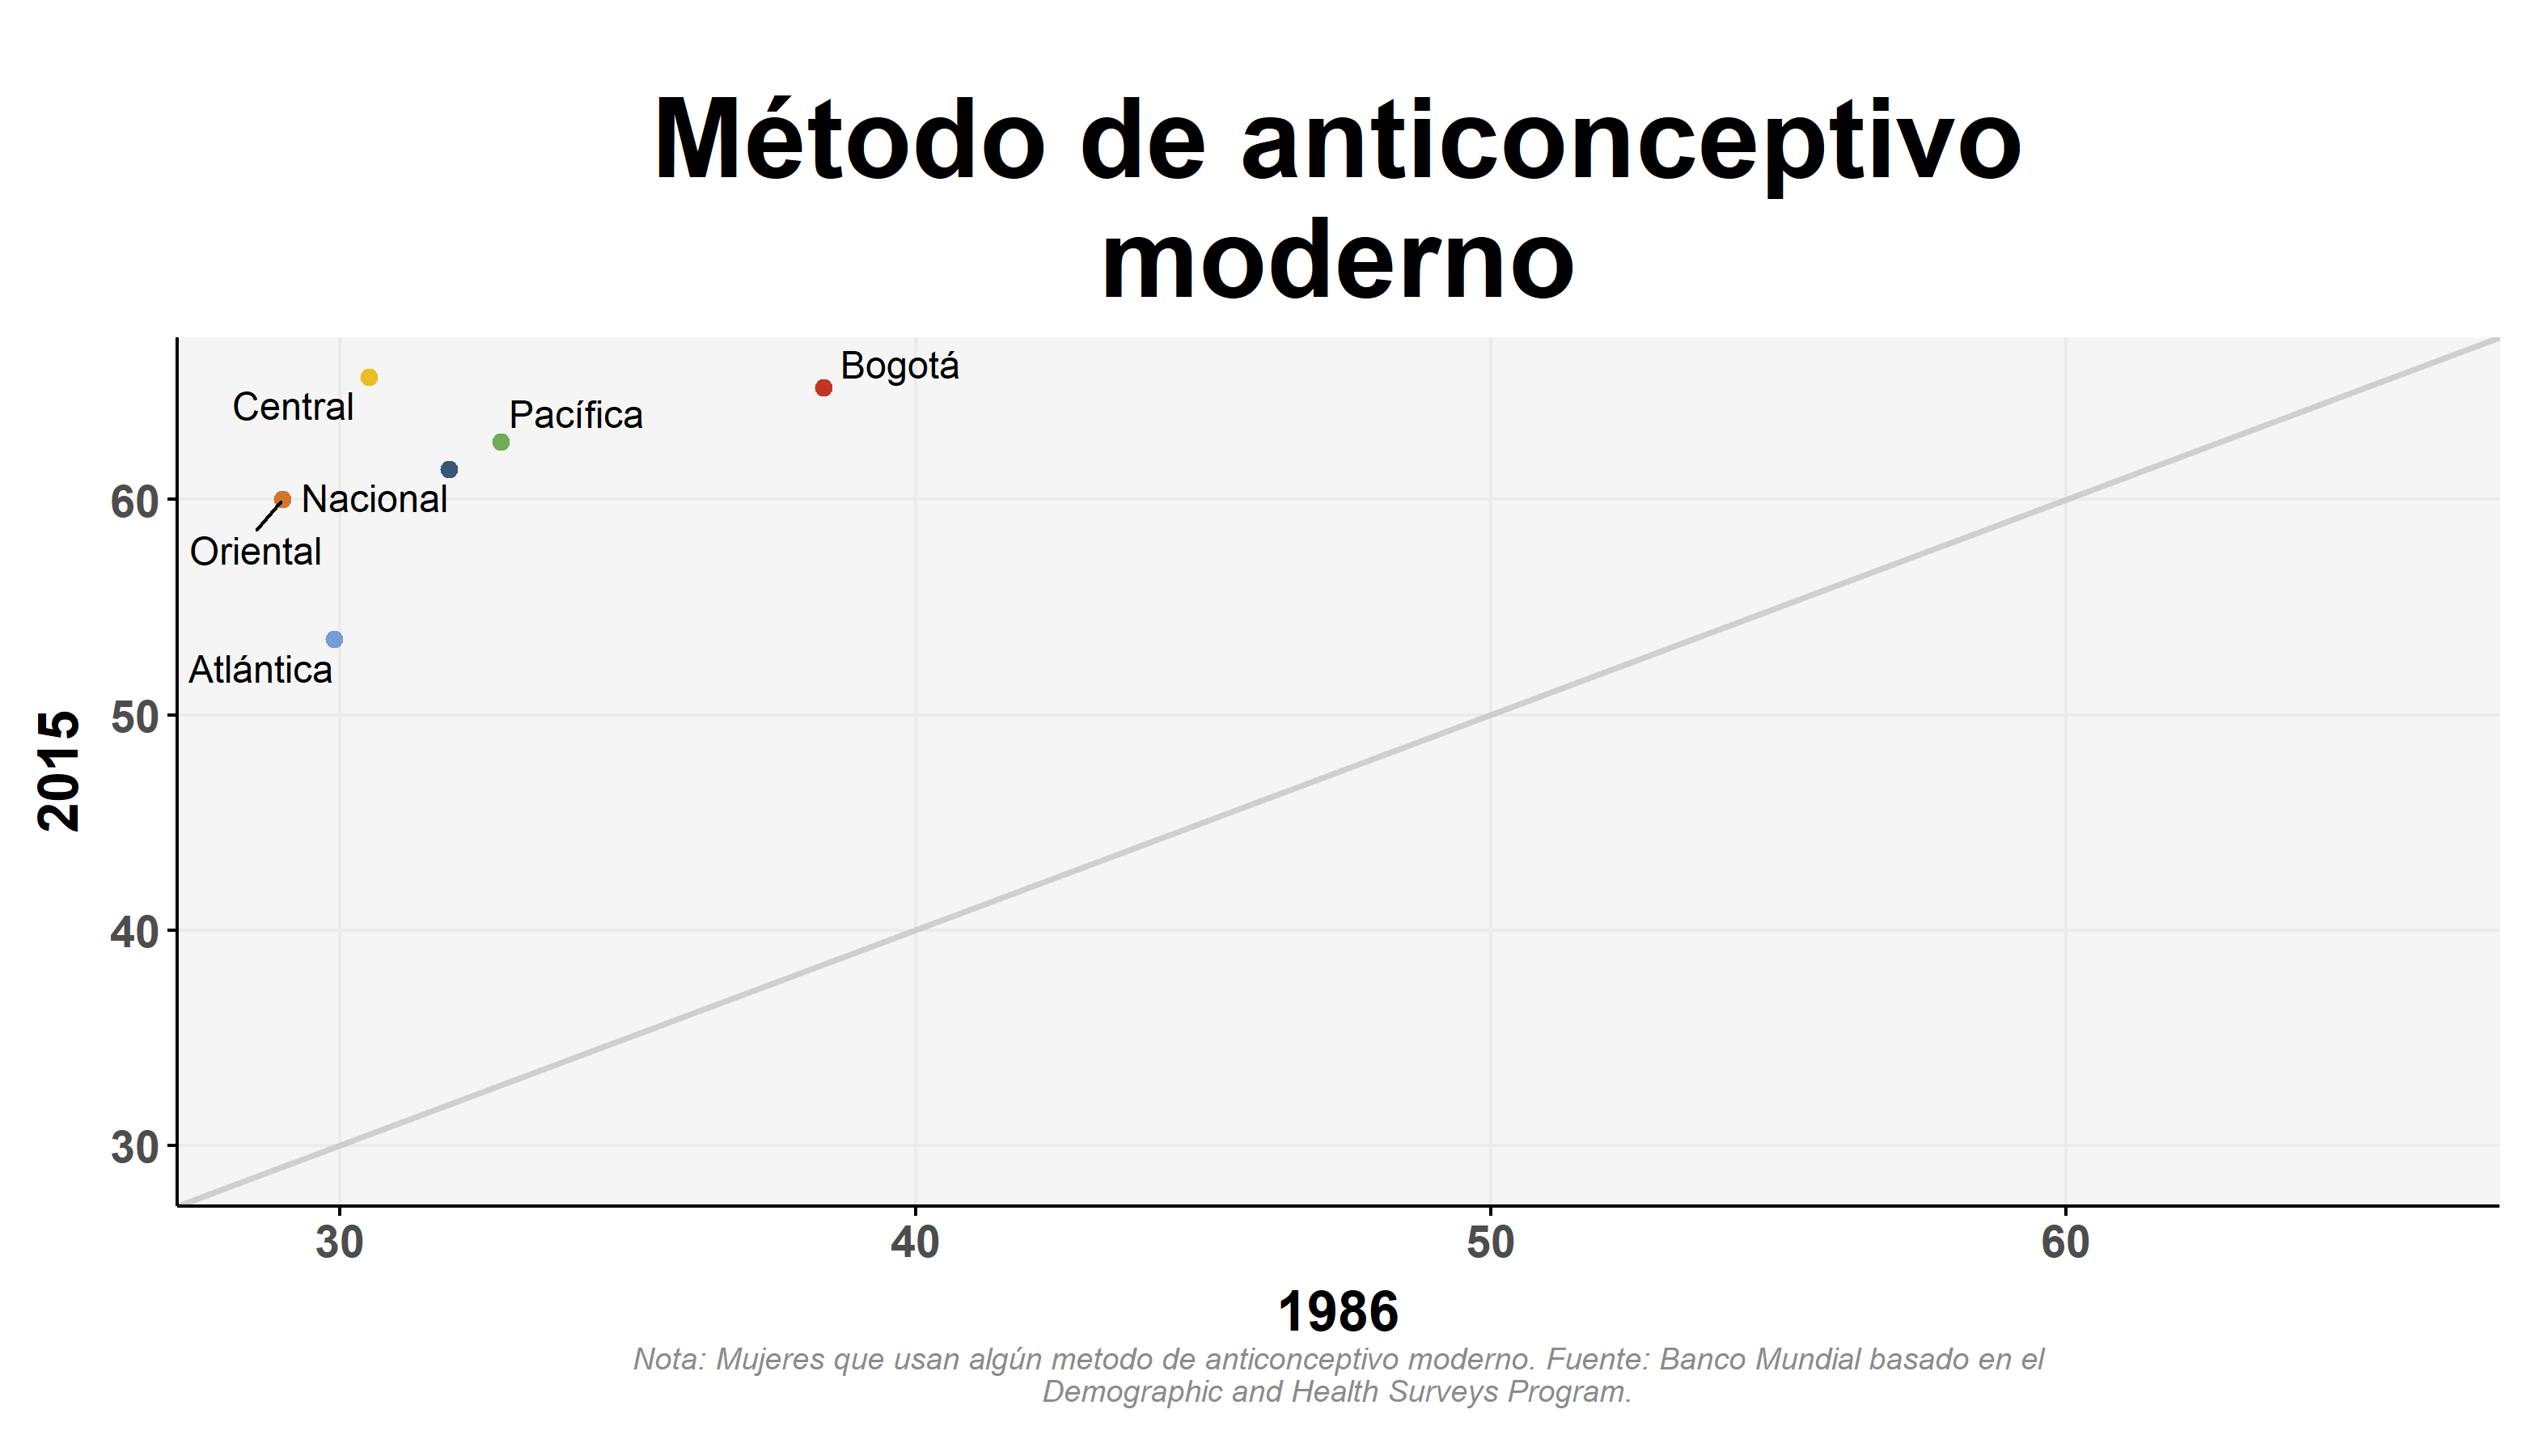 Método de anticonceptivo
moderno
Bogotá
Central
Pacífica
60
Nacional
Oriental
Atlántica
50
2015
40
30
30
40
50
60
1986
Nota: Mujeres que usan algún metodo de anticonceptivo moderno. Fuente: Banco Mundial basado en el
Demographic and Health Surveys Program.